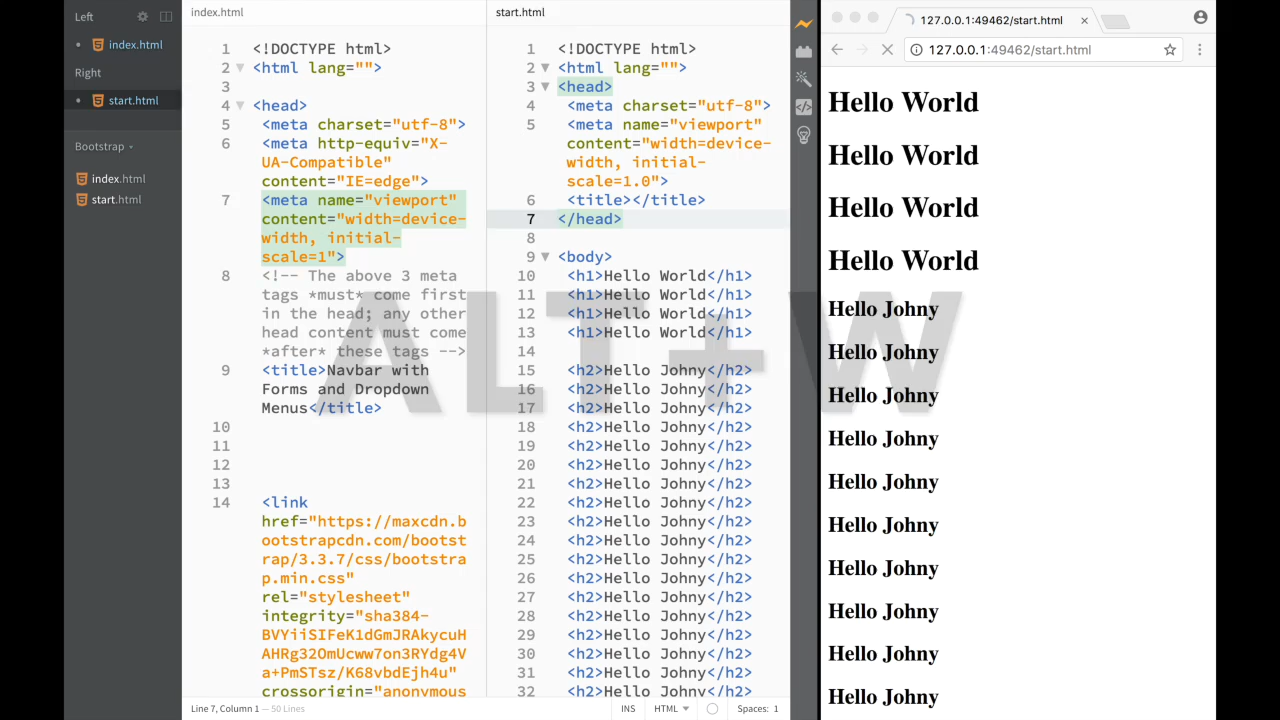 Left
index.html
Right
start.html
Bootstrap
index.html
start.html
index.html
1 <!DOCTYPE html>
2 <html lang="">
3
4 <head>
5 <meta charset="utf-8">
6 <meta http-equiv="X-
UA-Compatible"
content="IE=edge">
7 <meta name="viewport"
content="width=device-
width, initial-
scale=1">
8 <!-- The above 3 meta
tags *must* come first
in the head; any other
head content must come
*after* these tags -->
9 <title>Navbar with
Forms and Dropdown
Menus</title>
10
11
12
13
14 <link
href="https://maxcdn.b
ootstrapcdn.com/bootst
rap/3.3.7/css/bootstra
p.min.css"
rel="stylesheet"
integrity="sha384-
BVYiiSIFeK1dGmJRAkycuH
AHRg32OmUcww7on3RYdg4V
a+PmSTsz/K68vbdEjh4u"
crossorigin="anonymous
start.html
1 <!DOCTYPE html>
2 <html lang="">
3 <head>
4 <meta charset="utf-8">
5 <meta name="viewport"
content="width=device-
width, initial-
scale=1.0">
6 <title></title>
7 </head>
8
9 <body>
10 <h1>Hello World</h1>
11 <h1>Hello World</h1>
12 <h1>Hello World</h1>
13 <h1>Hello World</h1>
14
15 <h2>Hello Johny</h2>
16 <h2>Hello Johny</h2>
17 <h2>Hello Johny</h2>
18 <h2>Hello Johny</h2>
19 <h2>Hello Johny</h2>
20 <h2>Hello Johny</h2>
21 <h2>Hello Johny</h2>
22 <h2>Hello Johny</h2>
23 <h2>Hello Johny</h2>
24 <h2>Hello Johny</h2>
25 <h2>Hello Johny</h2>
26 <h2>Hello Johny</h2>
27 <h2>Hello Johny</h2>
28 <h2>Hello Johny</h2>
29 <h2>Hello Johny</h2>
30 <h2>Hello Johny</h2>
31 <h2>Hello Johny</h2>
32 <h2>Hello Johny</h2>
ALT+W
Line 7, Column 1 — 50 Lines
INS HTML Spaces: 1
127.0.0.1:49462/start.html
127.0.0.1:49462/start.html
Hello World
Hello World
Hello World
Hello World
Hello Johny
Hello Johny
Hello Johny
Hello Johny
Hello Johny
Hello Johny
Hello Johny
Hello Johny
Hello Johny
Hello Johny